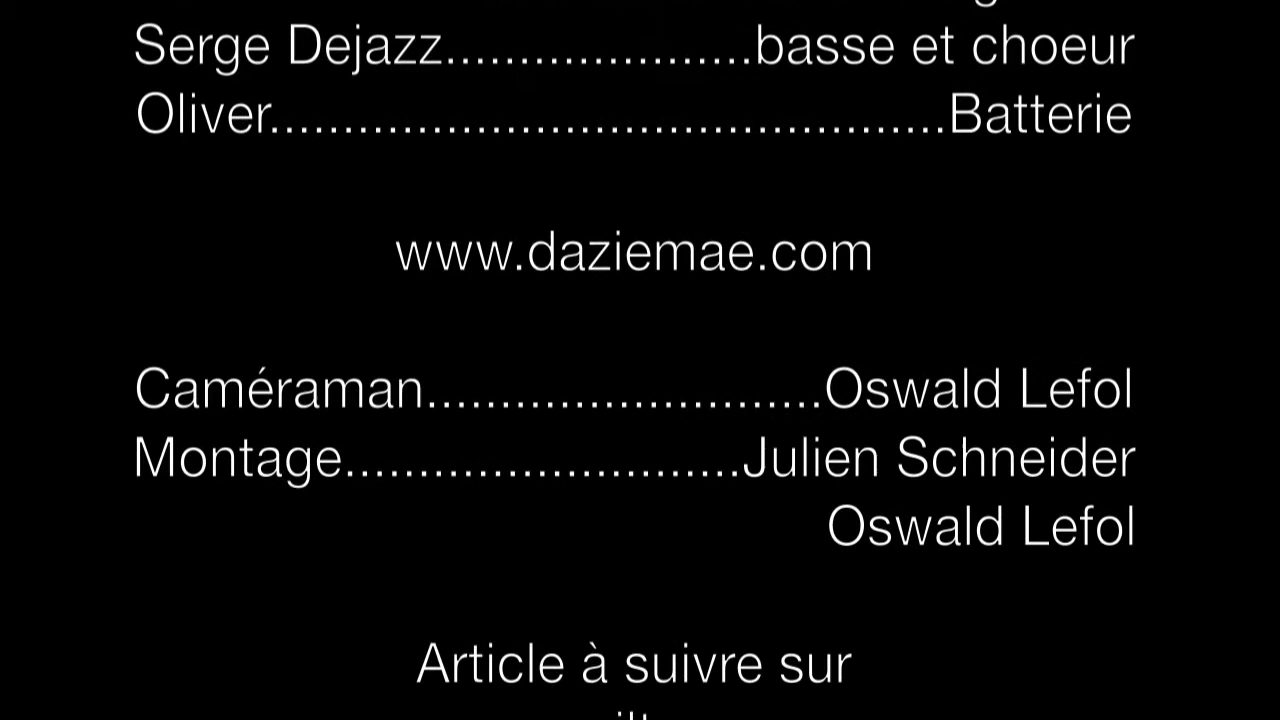 Serge Dejazz.....................basse et choeur
Oliver..............................................Batterie
www.daziemae.com
Caméraman...........................Oswald Lefol
Montage...........................Julien Schneider
Oswald Lefol
Article à suivre sur